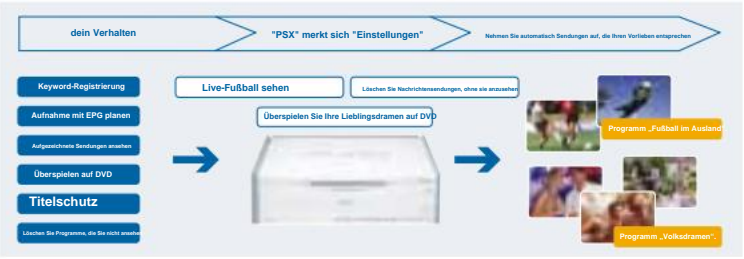 dein Verhalten
"PSX" merkt sich "Einstellungen"
Nehmen Sie automatisch Sendungen auf, die Ihren Vorlieben entsprechen
Keyword-Registrierung
Aufnahme mit EPG planen
Aufgezeichnete Sendungen ansehen
Überspielen auf DVD
Titelschutz
Löschen Sie Programme, die Sie nicht ansehen
Live-Fußball sehen
Löschen Sie Nachrichtensendungen, ohne sie anzusehen
Überspielen Sie Ihre Lieblingsdramen auf DVD
Programm „Fußball im Ausland
Programm „Volksdramen“.